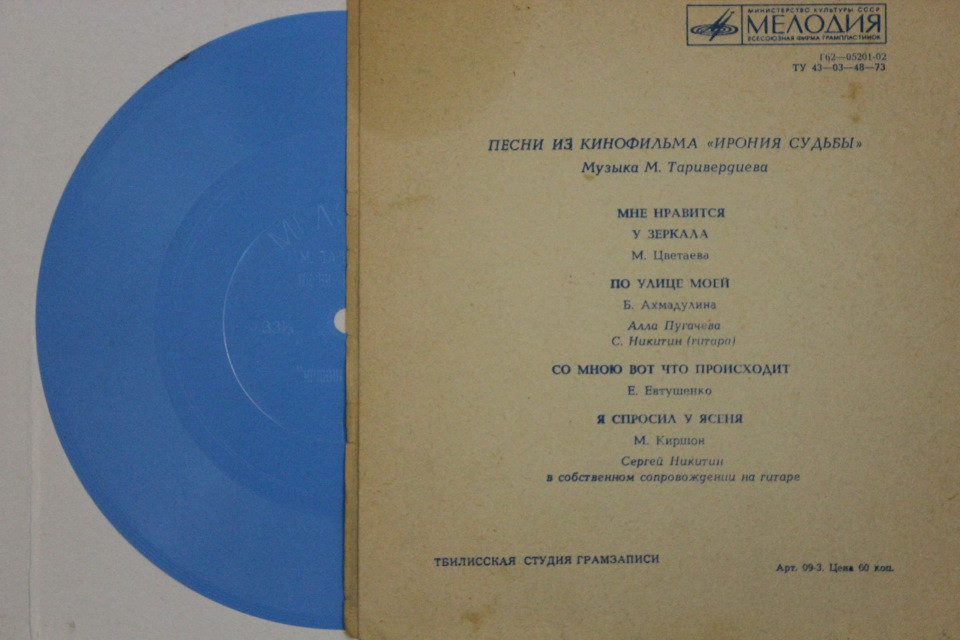 МИНИСТЕРСТВО КУЛЬТУРЫ СССР
МЕЛОДИЯ
ВСЕСОЮЗНАЯ ФИРМА ГРАМПЛАСТИНОК
Г62—05201-02
ТУ 43—03—48—73
ПЕСНИ ИЗ КИНОФИЛЬМА «ИРОНИЯ СУДЬБЫ»
Музыка М. Таривердиева
МНЕ НРАВИТСЯ
У ЗЕРКАЛА
М. Цветаева
ПО УЛИЦЕ МОЕЙ
Б. Ахмадулина
Алла Пугачева
С. Никитин (гитара)
СО МНОЮ ВОТ ЧТО ПРОИСХОДИТ
Е. Евтушенко
Я СПРОСИЛ У ЯСЕНЯ
М. Киршон
Сергей Никитин
в собственном сопровождении на гитаре
ТБИЛИССКАЯ СТУДИЯ ГРАМЗАПИСИ
Арт. 09-3. Цена 60 коп.
33⅓